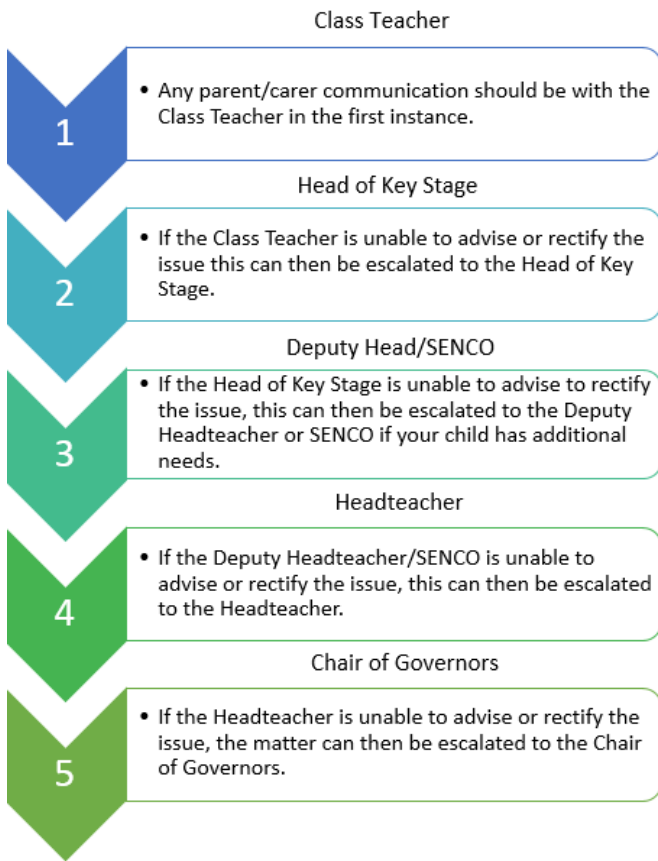 Class Teacher
1
• Any parent/carer communication should be with the
Class Teacher in the first instance.
Head of Key Stage
2
• If the Class Teacher is unable to advise or rectify the
issue this can then be escalated to the Head of Key
Stage.
Deputy Head/SENCO
3
• If the Head of Key Stage is unable to advise to rectify
the issue, this can then be escalated to the Deputy
Headteacher or SENCO if your child has additional
needs.
Headteacher
4
• If the Deputy Headteacher/SENCO is unable to
advise or rectify the issue, this can then be escalated
to the Headteacher.
Chair of Governors
5
• If the Headteacher is unable to advise or rectify the
issue, the matter can then be escalated to the Chair
of Governors.